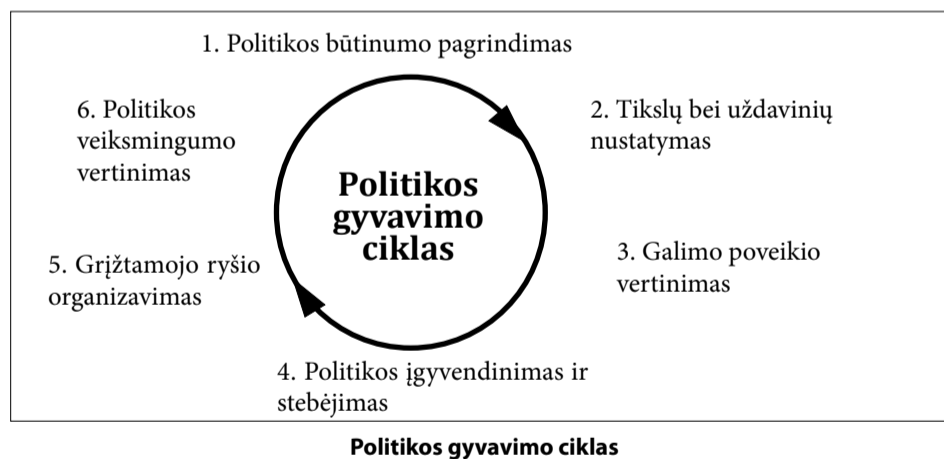 1. Politikos būtinumo pagrindimas
2. Tikslų bei uždavinių
nustatymas
3. Galimo poveikio
vertinimas
4. Politikos įgyvendinimas ir
stebėjimas
5. Grįžtamojo ryšio
organizavimas
6. Politikos
veiksmingumo
vertinimas
Politikos
gyvavimo
ciklas
Politikos gyvavimo ciklas